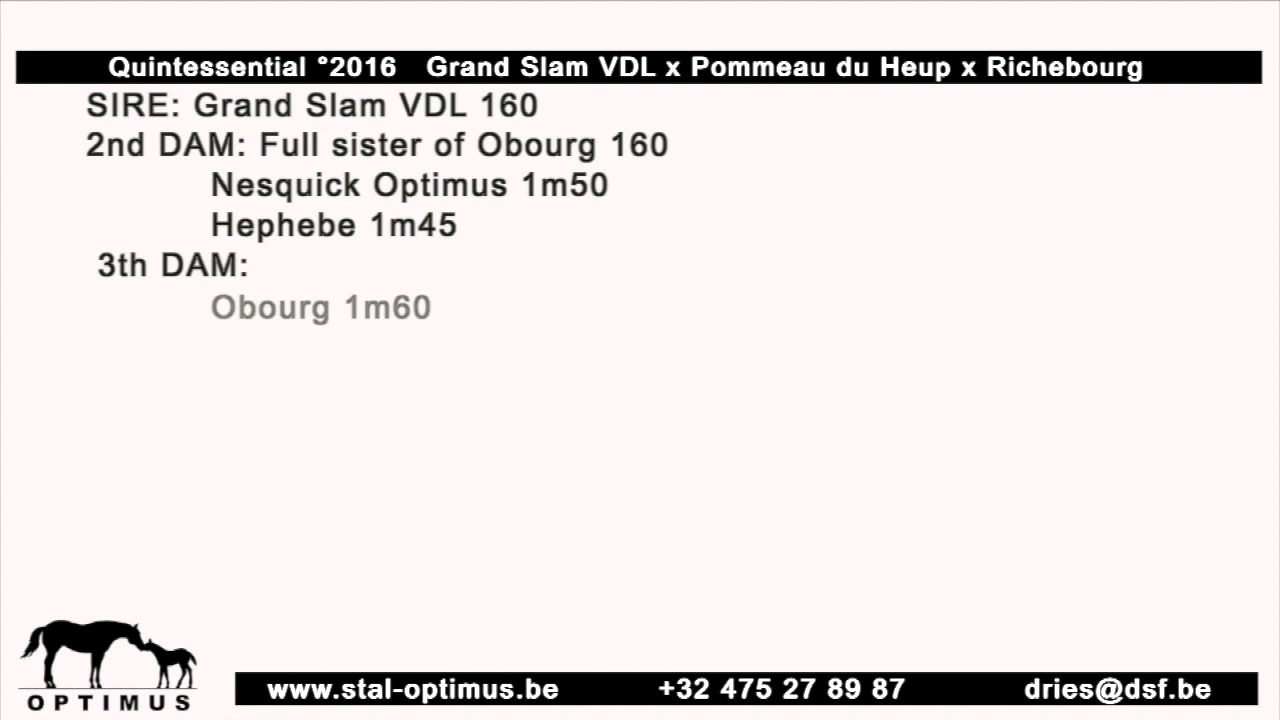 Quintessential °2016 Grand Slam VDL x Pommeau du Heup x Richebourg
SIRE: Grand Slam VDL 160
2nd DAM: Full sister of Obourg 160
Nesquick Optimus 1m50
Hephebe 1m45
3th DAM:
Obourg 1m60
OPTIMUS
www.stal-optimus.be +32 475 27 89 87 dries@dsf.be